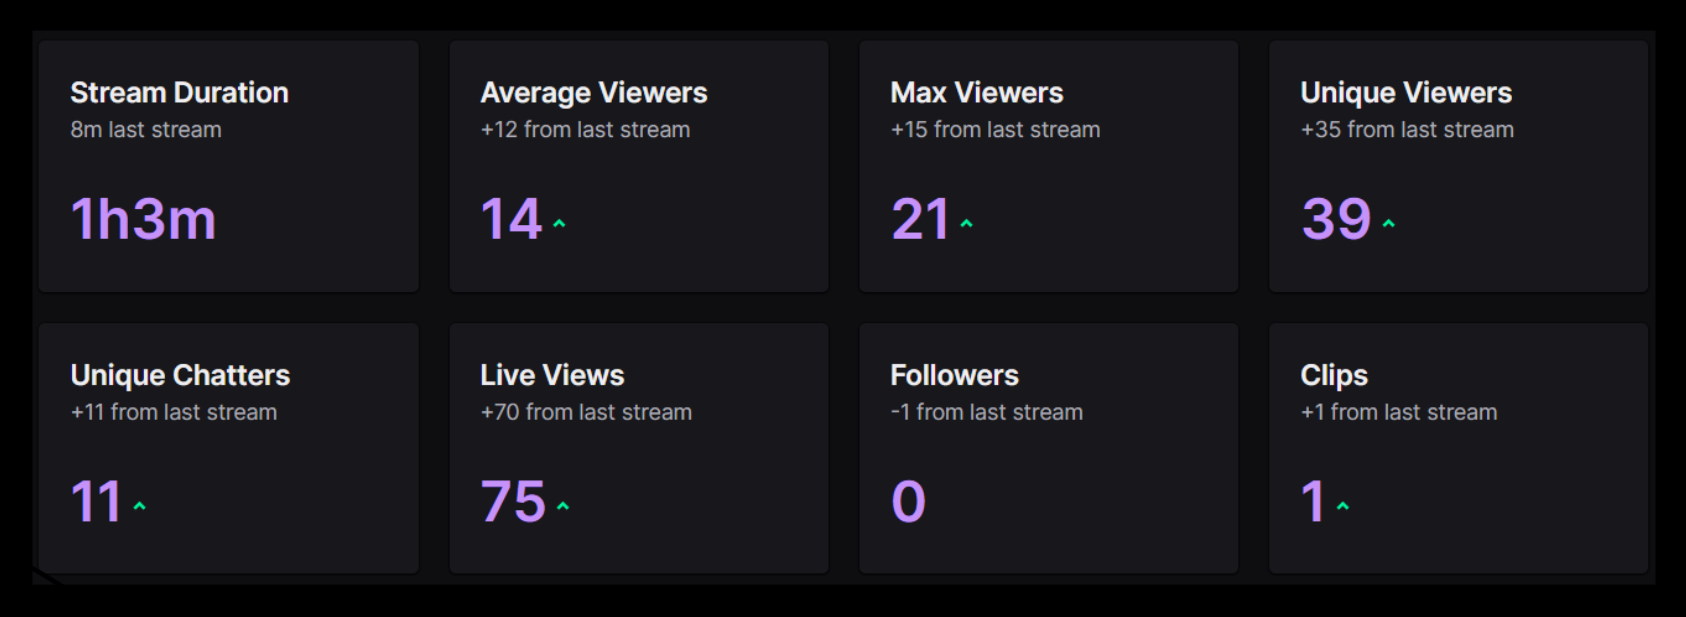 Stream Duration
8m last stream
1h3m
Average Viewers
+12 from last stream
14
Max Viewers
+15 from last stream
21
Unique Viewers
+35 from last stream
39
Unique Chatters
+11 from last stream
11
Live Views
+70 from last stream
75
Followers
-1 from last stream
0
Clips
+1 from last stream
1